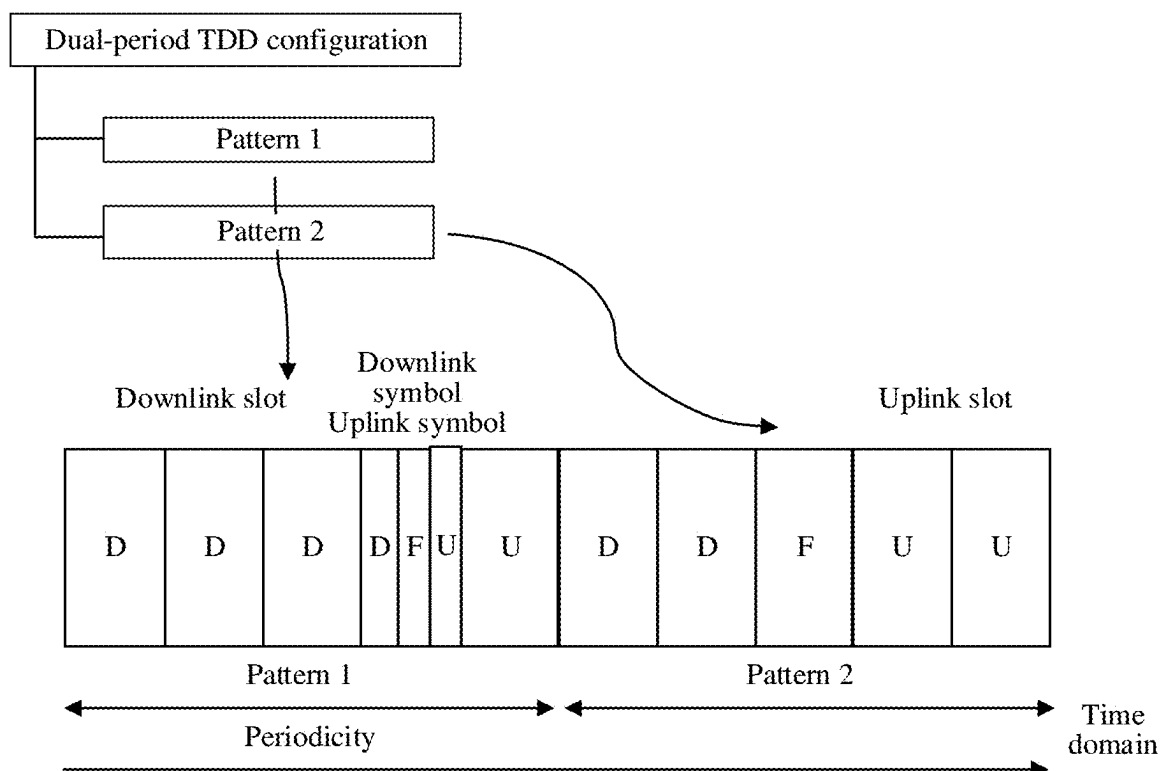 Dual-period TDD configuration
Pattern 1
Pattern 2
Downlink slot
Downlink
symbol
Uplink symbol
Uplink slot
D D D D F U U D D F U U
Pattern 1
Pattern 2
Periodicity
Time
domain